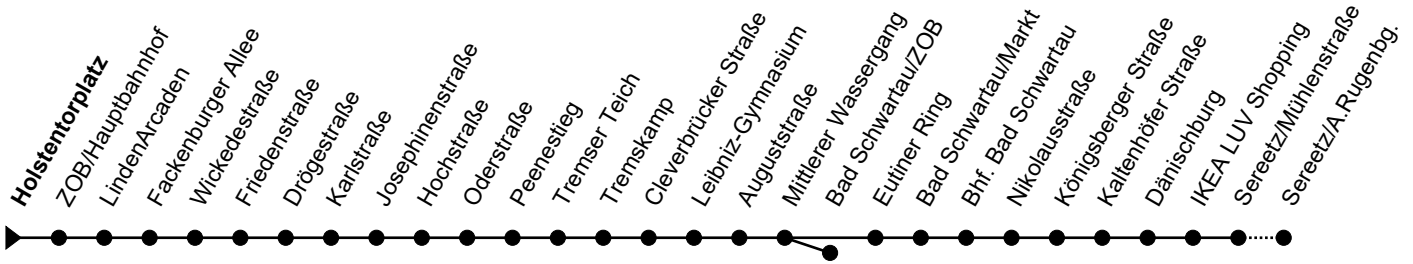 Holstentorplatz
ZOB/Hauptbahnhof
LindenArcaden
Fackenburger Allee
Wickedestraße
Friedenstraße
Drögestraße
Karlstraße
Josephinenstraße
Hochstraße
Oderstraße
Peenestieg
Tremser Teich
Tremskamp
Cleverbrücker Straße
Leibniz-Gymnasium
Auguststraße
Mittlerer Wassergang
Bad Schwartau/ZOB
Eutiner Ring
Bad Schwartau/Markt
Bhf. Bad Schwartau
Nikolausstraße
Königsberger Straße
Kaltenhöfer Straße
Dänischburg
IKEA LUV Shopping
Sereetz/Mühlenstraße
Sereetz/A.Rugenbg.